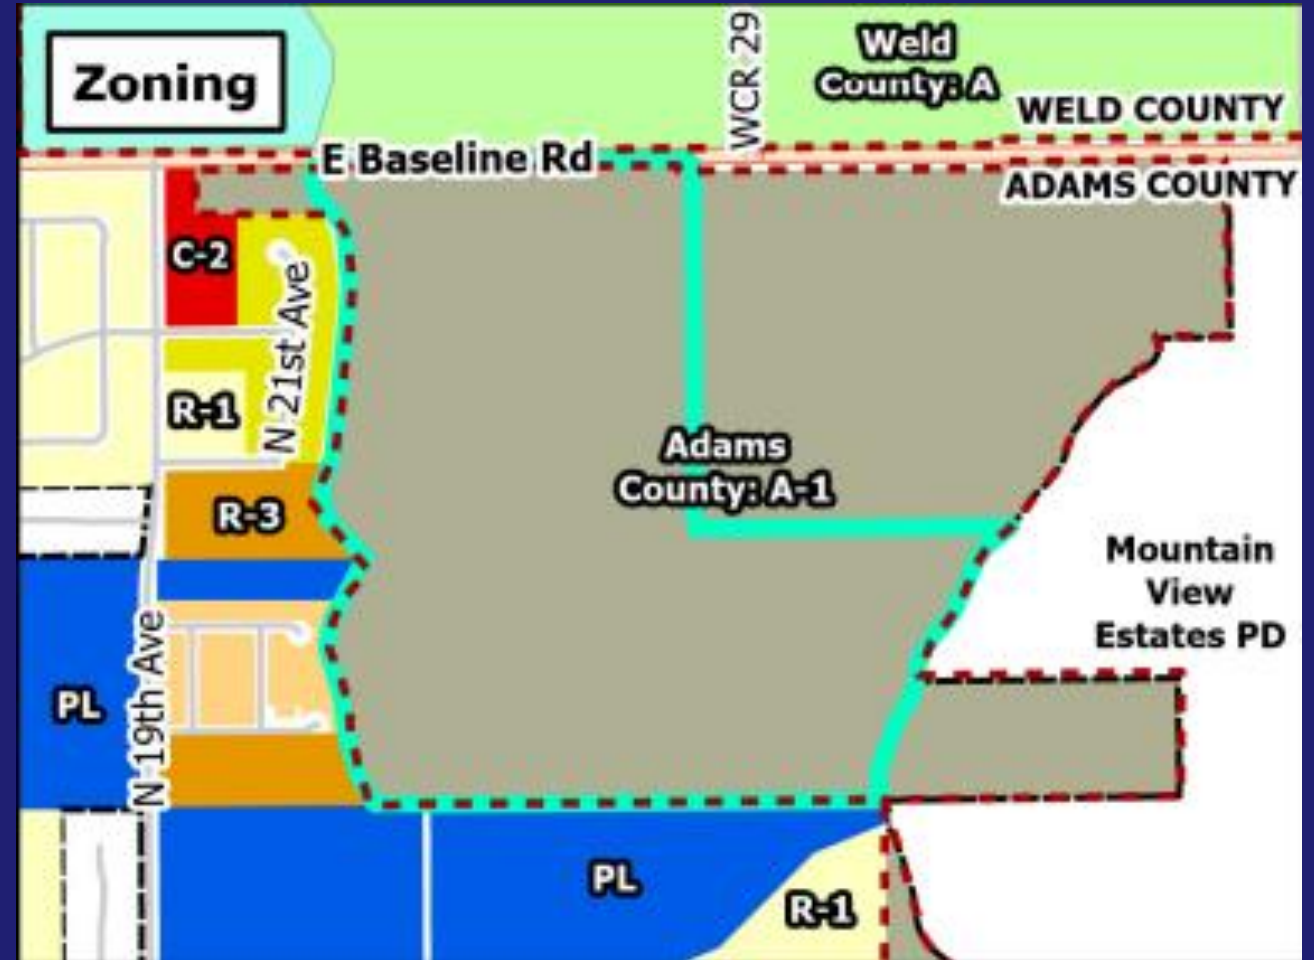 Zoning
WCR 29
Weld
County: A
WELD COUNTY
E Baseline Rd
ADAMS COUNTY
C-2
N 21st Ave
R-1
Adams
County: A-1
R-3
Mountain
View
Estates PD
N 19th Ave
PL
PL
R-1